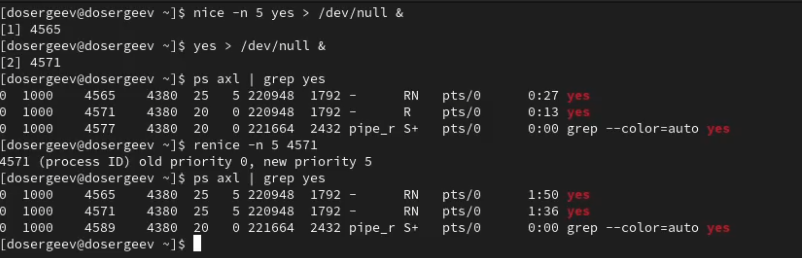 [dosergeev@dosergeev ~]$ nice -n 5 yes > /dev/null &
[1] 4565
[dosergeev@dosergeev ~]$ yes > /dev/null &
[2] 4571
[dosergeev@dosergeev ~]$ ps axl | grep yes
0  1000    4565    4380  25   5 220948  1792 -      RN   pts/0      0:27 yes
0  1000    4571    4380  20   0 220948  1792 -      R    pts/0      0:13 yes
0  1000    4577    4380  20   0 221664  2432 pipe_r S+   pts/0      0:00 grep --color=auto yes
[dosergeev@dosergeev ~]$ renice -n 5 4571
4571 (process ID) old priority 0, new priority 5
[dosergeev@dosergeev ~]$ ps axl | grep yes
0  1000    4565    4380  25   5 220948  1792 -      RN   pts/0      1:50 yes
0  1000    4571    4380  25   5 220948  1792 -      RN   pts/0      1:36 yes
0  1000    4589    4380  20   0 221664  2432 pipe_r S+   pts/0      0:00 grep --color=auto yes
[dosergeev@dosergeev ~]$